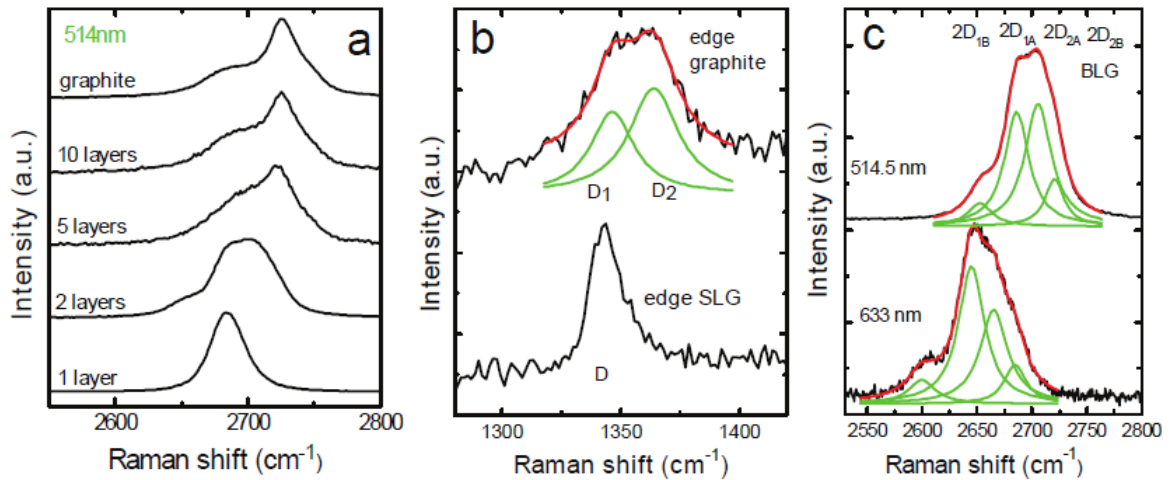 514nm
a
graphite
10 layers
5 layers
2 layers
1 layer
Intensity (a.u.)
2600 2700 2800
Raman shift (cm⁻¹)
b
edge
graphite
D₁ D₂
edge SLG
D
Intensity (a.u.)
1300 1350 1400
Raman shift (cm⁻¹)
c
2D₁B 2D₁A 2D₂A 2D₂B
BLG
514.5 nm
633 nm
Intensity (a.u.)
2550 2600 2650 2700 2750 2800
Raman shift (cm⁻¹)